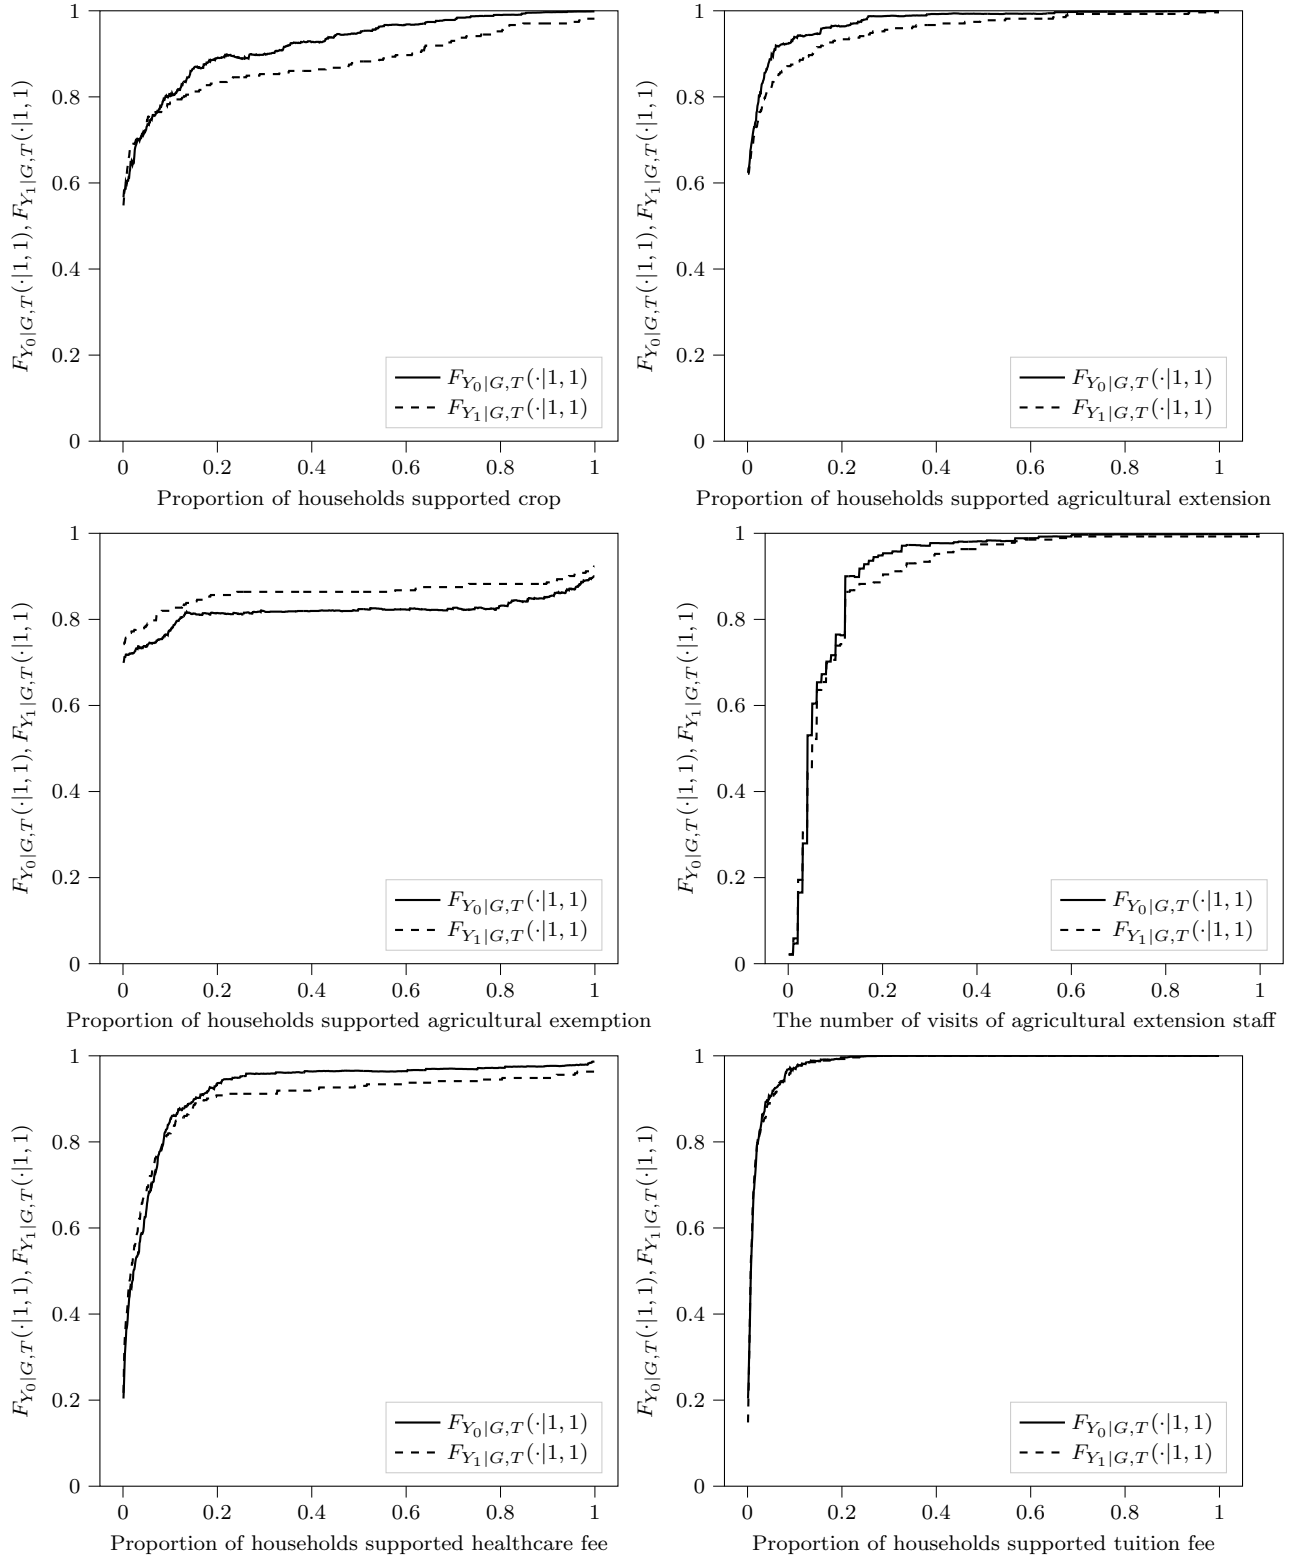 F_{Y_0|G,T}(·|1, 1), F_{Y_1|G,T}(·|1, 1)
1
0.8
0.6
0.4
0.2
0
0 0.2 0.4 0.6 0.8 1
F_{Y_0|G,T}(·|1, 1)
F_{Y_1|G,T}(·|1, 1)
Proportion of households supported crop
F_{Y_0|G,T}(·|1, 1), F_{Y_1|G,T}(·|1, 1)
1
0.8
0.6
0.4
0.2
0
0 0.2 0.4 0.6 0.8 1
F_{Y_0|G,T}(·|1, 1)
F_{Y_1|G,T}(·|1, 1)
Proportion of households supported agricultural extension
F_{Y_0|G,T}(·|1, 1), F_{Y_1|G,T}(·|1, 1)
1
0.8
0.6
0.4
0.2
0
0 0.2 0.4 0.6 0.8 1
F_{Y_0|G,T}(·|1, 1)
F_{Y_1|G,T}(·|1, 1)
Proportion of households supported agricultural exemption
F_{Y_0|G,T}(·|1, 1), F_{Y_1|G,T}(·|1, 1)
1
0.8
0.6
0.4
0.2
0
0 0.2 0.4 0.6 0.8 1
F_{Y_0|G,T}(·|1, 1)
F_{Y_1|G,T}(·|1, 1)
The number of visits of agricultural extension staff
F_{Y_0|G,T}(·|1, 1), F_{Y_1|G,T}(·|1, 1)
1
0.8
0.6
0.4
0.2
0
0 0.2 0.4 0.6 0.8 1
F_{Y_0|G,T}(·|1, 1)
F_{Y_1|G,T}(·|1, 1)
Proportion of households supported healthcare fee
F_{Y_0|G,T}(·|1, 1), F_{Y_1|G,T}(·|1, 1)
1
0.8
0.6
0.4
0.2
0
0 0.2 0.4 0.6 0.8 1
F_{Y_0|G,T}(·|1, 1)
F_{Y_1|G,T}(·|1, 1)
Proportion of households supported tuition fee